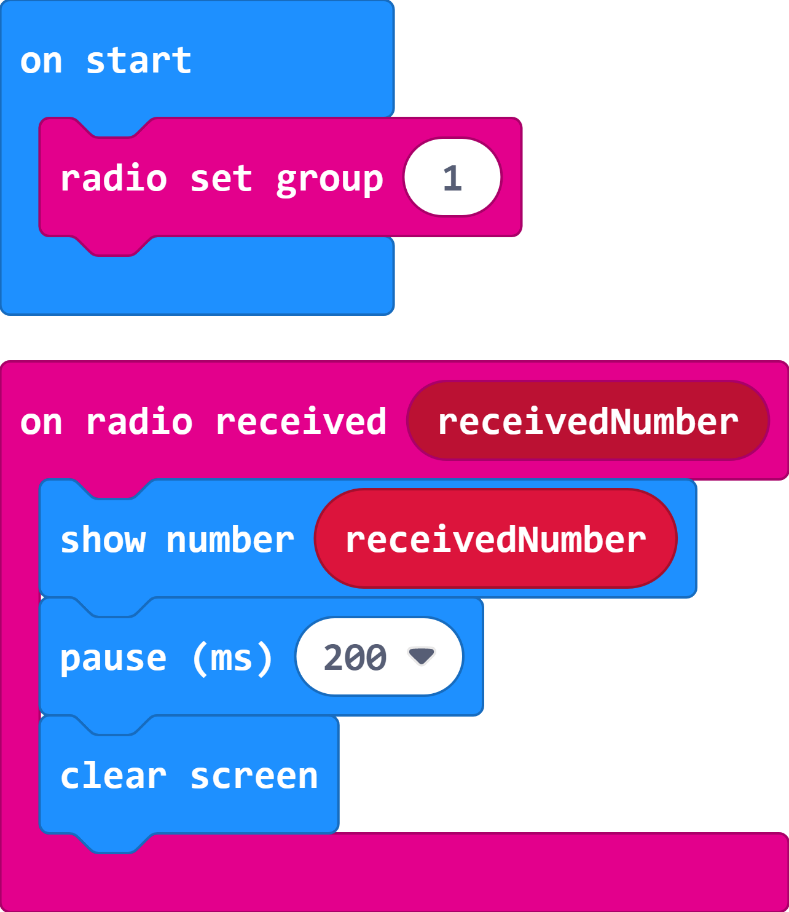 on start
radio set group 1
on radio received receivedNumber
show number receivedNumber
pause (ms) 200
clear screen